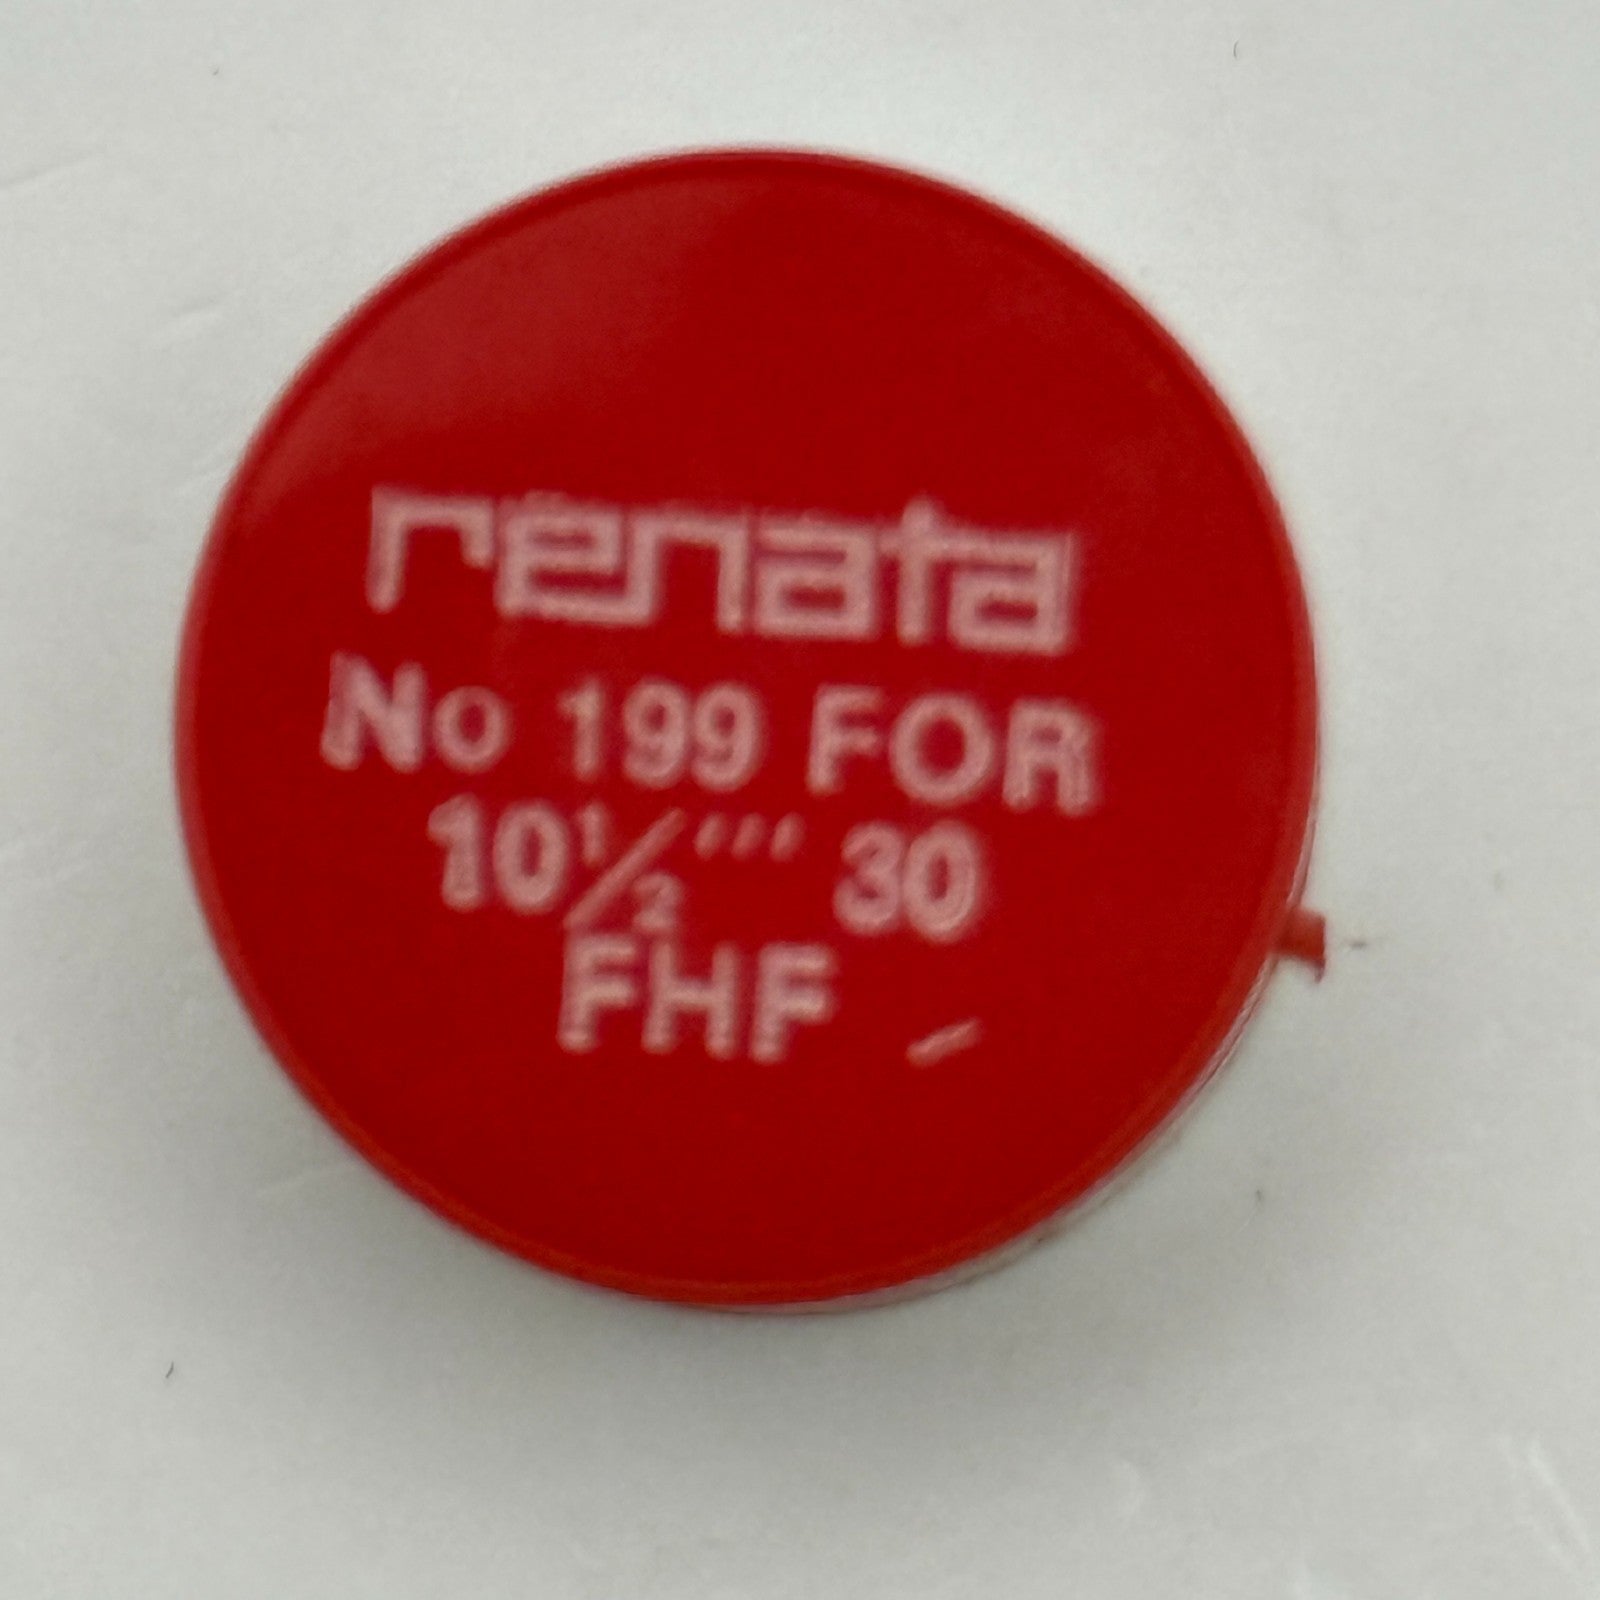 renata
No 199 FOR
10½''' 30
FHF